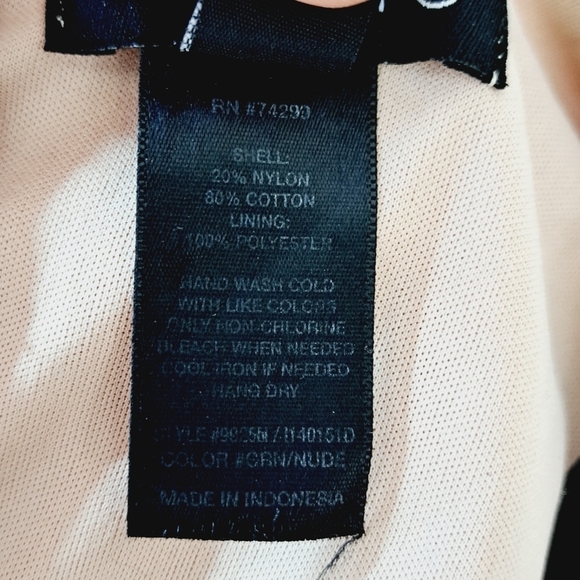 RN #74290
SHELL:
20% NYLON
80% COTTON
LINING:
100% POLYESTER
HAND WASH COLD
WITH LIKE COLORS
ONLY NON-CHLORINE
BLEACH WHEN NEEDED
COOL IRON IF NEEDED
HANG DRY
COLOR #CRN/NUDE
MADE IN INDONESIA